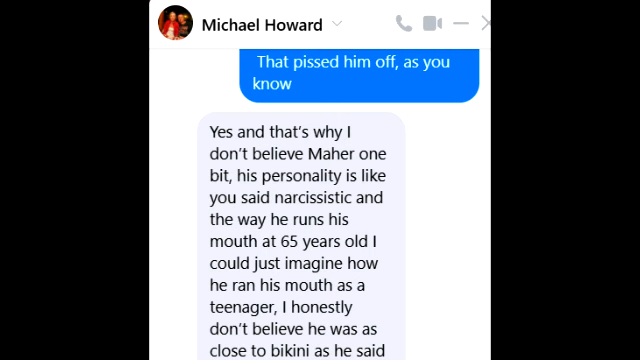 Michael Howard
That pissed him off, as you
know
Yes and that's why I
don't believe Maher one
bit, his personality is like
you said narcissistic and
the way he runs his
mouth at 65 years old I
could just imagine how
he ran his mouth as a
teenager, I honestly
don't believe he was as
close to bikini as he said